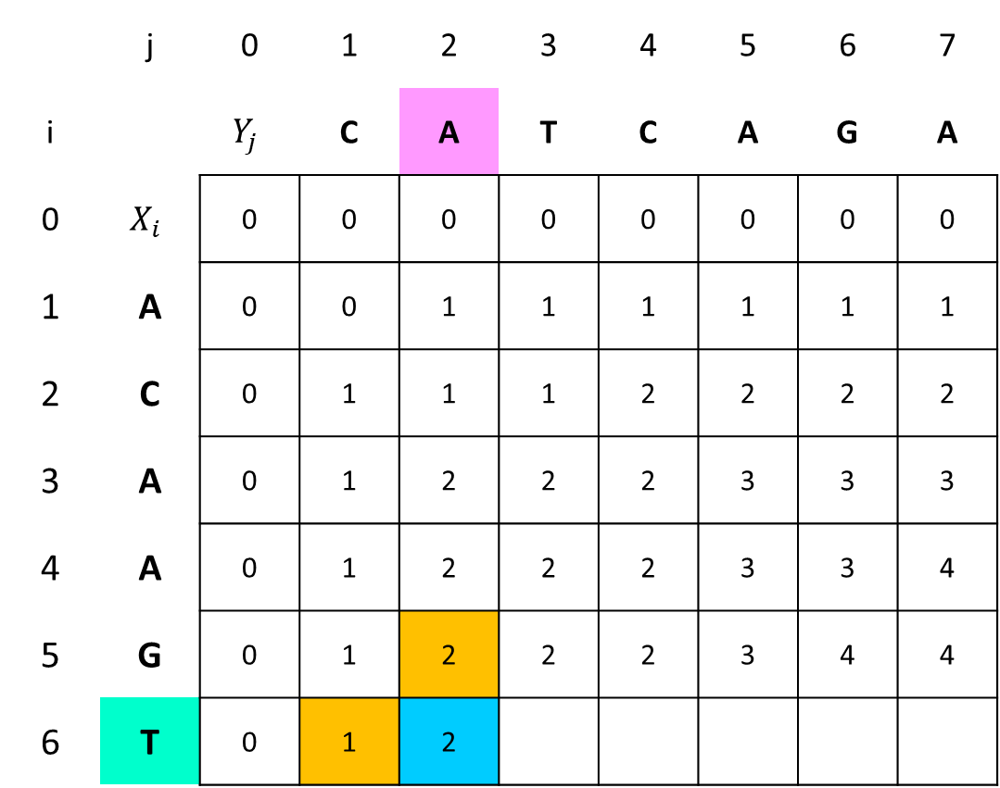 j 0 1 2 3 4 5 6 7
i Yj C A T C A G A
0 Xi 0 0 0 0 0 0 0 0
1 A 0 0 1 1 1 1 1 1
2 C 0 1 1 1 2 2 2 2
3 A 0 1 2 2 2 3 3 3
4 A 0 1 2 2 2 3 3 4
5 G 0 1 2 2 2 3 4 4
6 T 0 1 2